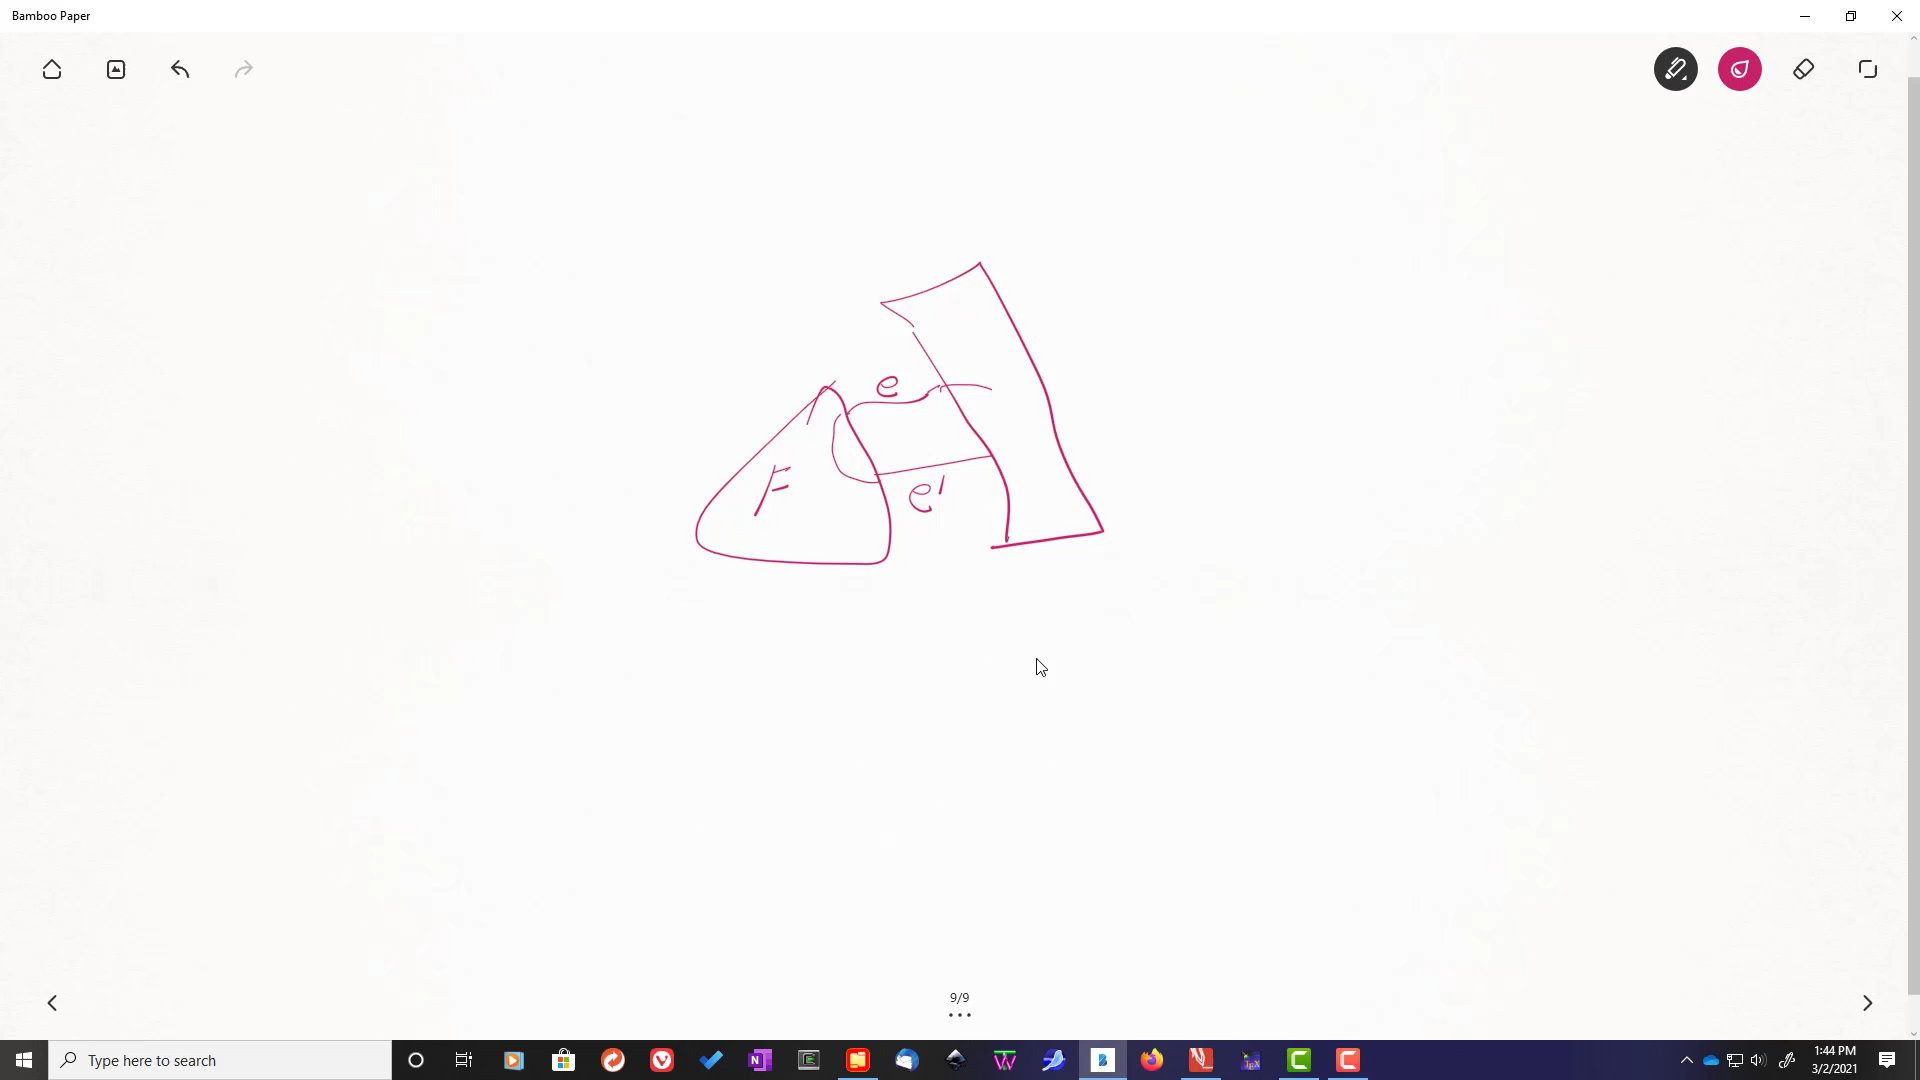 Bamboo Paper
e
F
e'
9/9
Type here to search
1:44 PM
3/2/2021